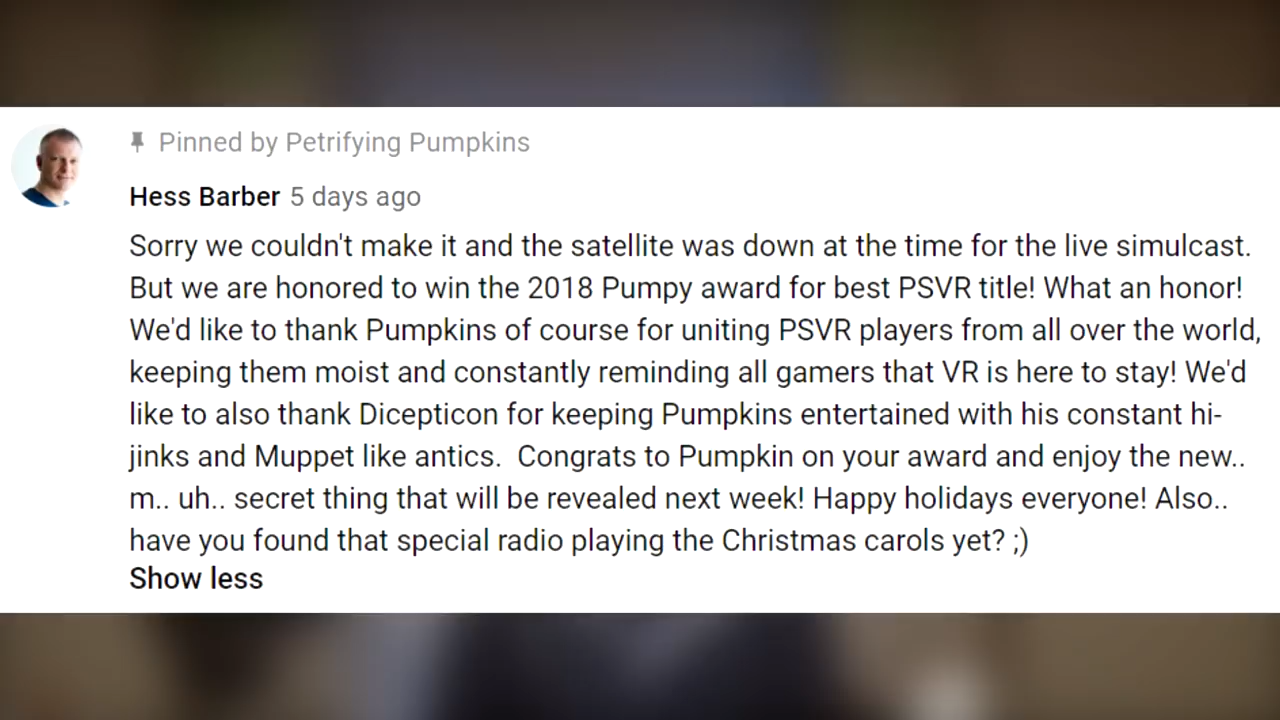 Pinned by Petrifying Pumpkins
Hess Barber 5 days ago
Sorry we couldn't make it and the satellite was down at the time for the live simulcast.
But we are honored to win the 2018 Pumpy award for best PSVR title! What an honor!
We'd like to thank Pumpkins of course for uniting PSVR players from all over the world,
keeping them moist and constantly reminding all gamers that VR is here to stay! We'd
like to also thank Dicepticon for keeping Pumpkins entertained with his constant hi-
jinks and Muppet like antics.  Congrats to Pumpkin on your award and enjoy the new..
m.. uh.. secret thing that will be revealed next week! Happy holidays everyone! Also..
have you found that special radio playing the Christmas carols yet? ;)
Show less